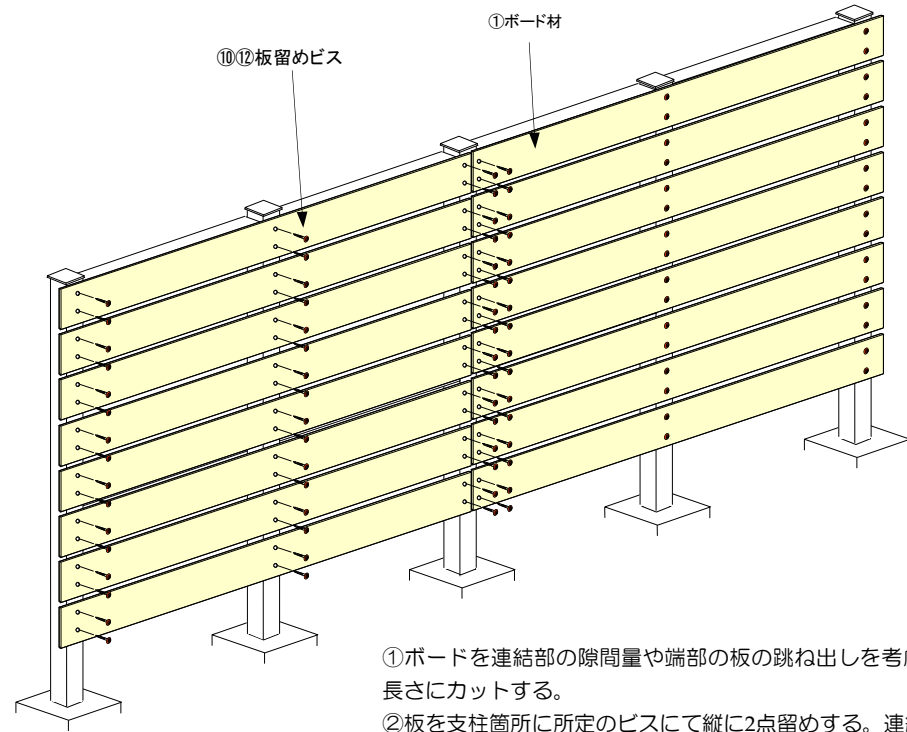 ①ボード材
⑩⑫板留めビス
①ボードを連結部の隙間量や端部の板の跳ね出しを考
長さにカットする。
②板を支柱箇所に所定のビスにて縦に2点留めする。連